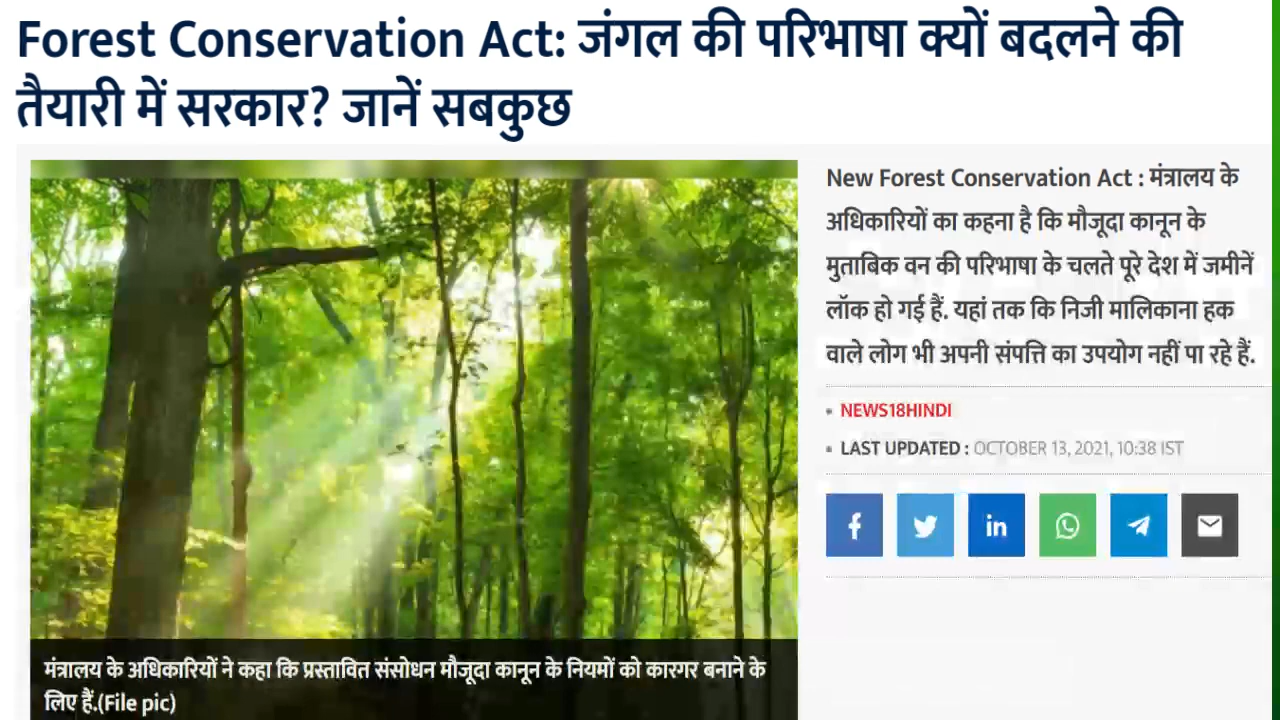 Forest Conservation Act: जंगल की परिभाषा क्यों बदलने की
तैयारी में सरकार? जानें सबकुछ
New Forest Conservation Act : मंत्रालय के
अधिकारियों का कहना है कि मौजूदा कानून के
मुताबिक वन की परिभाषा के चलते पूरे देश में जमीनें
लॉक हो गई हैं. यहां तक कि निजी मालिकाना हक
वाले लोग भी अपनी संपत्ति का उपयोग नहीं पा रहे हैं.
NEWS18HINDI
LAST UPDATED : OCTOBER 13, 2021, 10:38 IST
मंत्रालय के अधिकारियों ने कहा कि प्रस्तावित संसोधन मौजूदा कानून के नियमों को कारगर बनाने के
लिए हैं.(File pic)